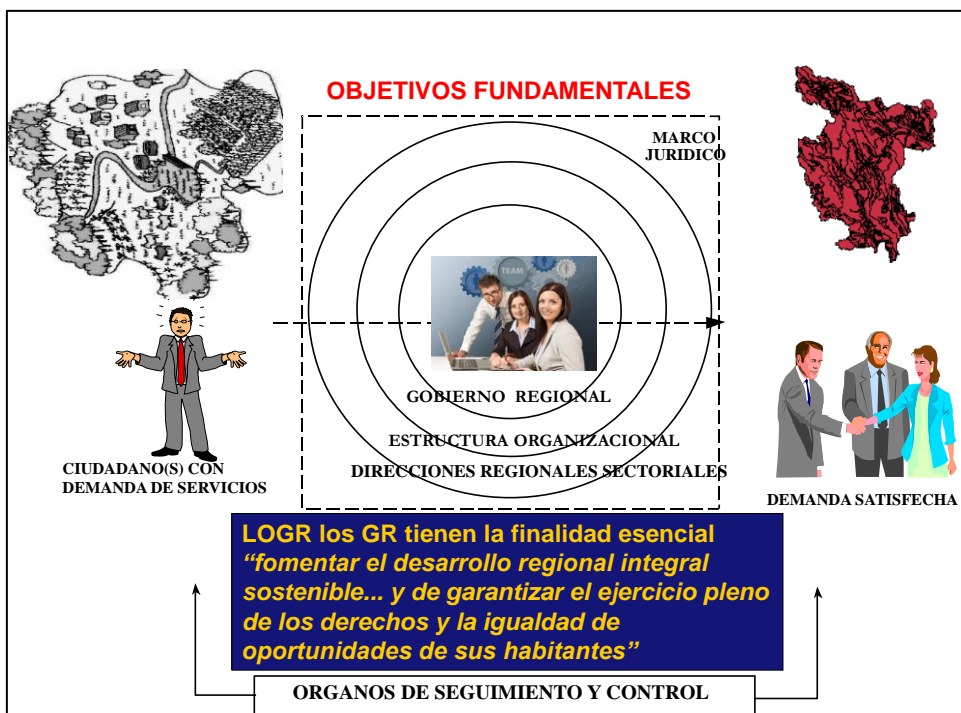 OBJETIVOS FUNDAMENTALES
MARCO
JURIDICO
TEAM
GOBIERNO REGIONAL
ESTRUCTURA ORGANIZACIONAL
DIRECCIONES REGIONALES SECTORIALES
CIUDADANO(S) CON
DEMANDA DE SERVICIOS
DEMANDA SATISFECHA
LOGR los GR tienen la finalidad esencial
“fomentar el desarrollo regional integral
sostenible... y de garantizar el ejercicio pleno
de los derechos y la igualdad de
oportunidades de sus habitantes”
ORGANOS DE SEGUIMIENTO Y CONTROL